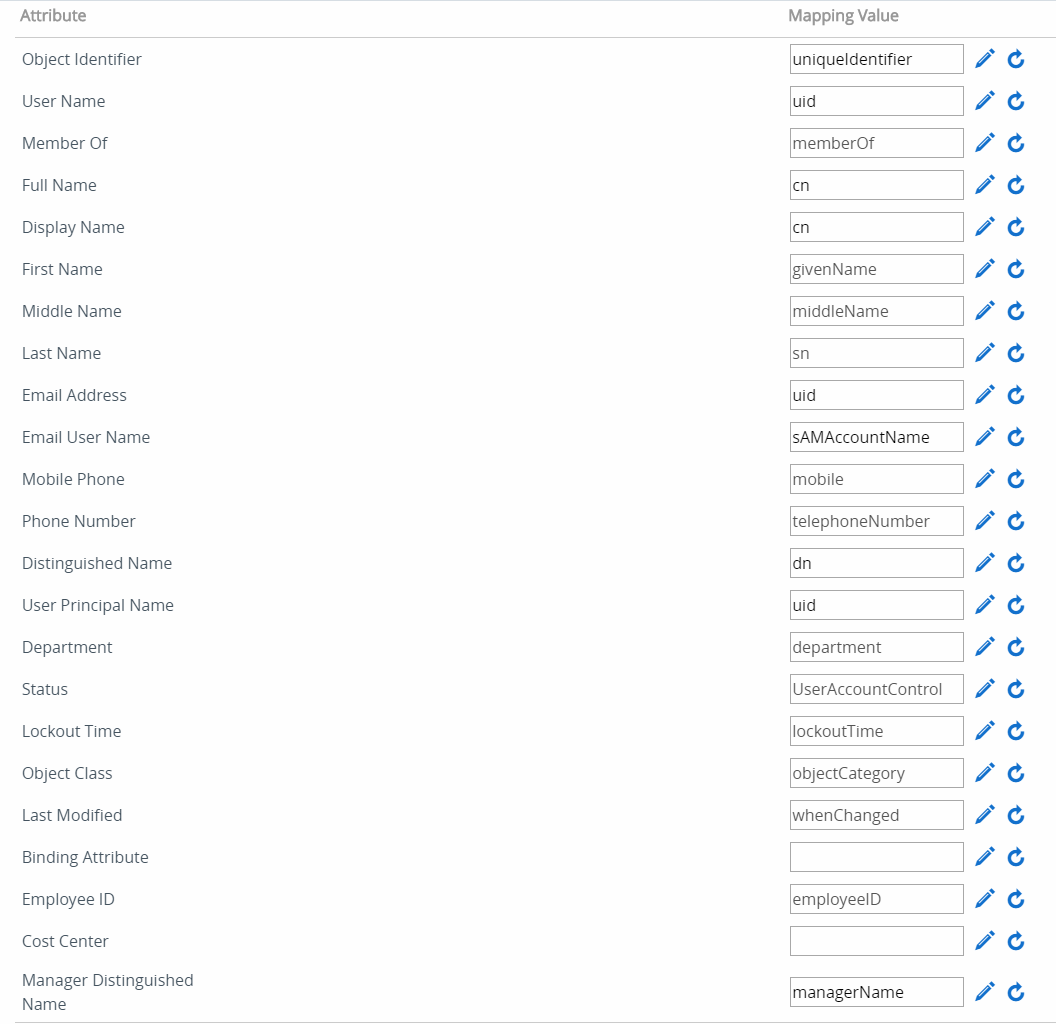 Attribute Mapping Value
Object Identifier uniqueIdentifier
User Name uid
Member Of memberOf
Full Name cn
Display Name cn
First Name givenName
Middle Name middleName
Last Name sn
Email Address uid
Email User Name sAMAccountName
Mobile Phone mobile
Phone Number telephoneNumber
Distinguished Name dn
User Principal Name uid
Department department
Status UserAccountControl
Lockout Time lockoutTime
Object Class objectCategory
Last Modified whenChanged
Binding Attribute
Employee ID employeeID
Cost Center
Manager Distinguished
Name managerName